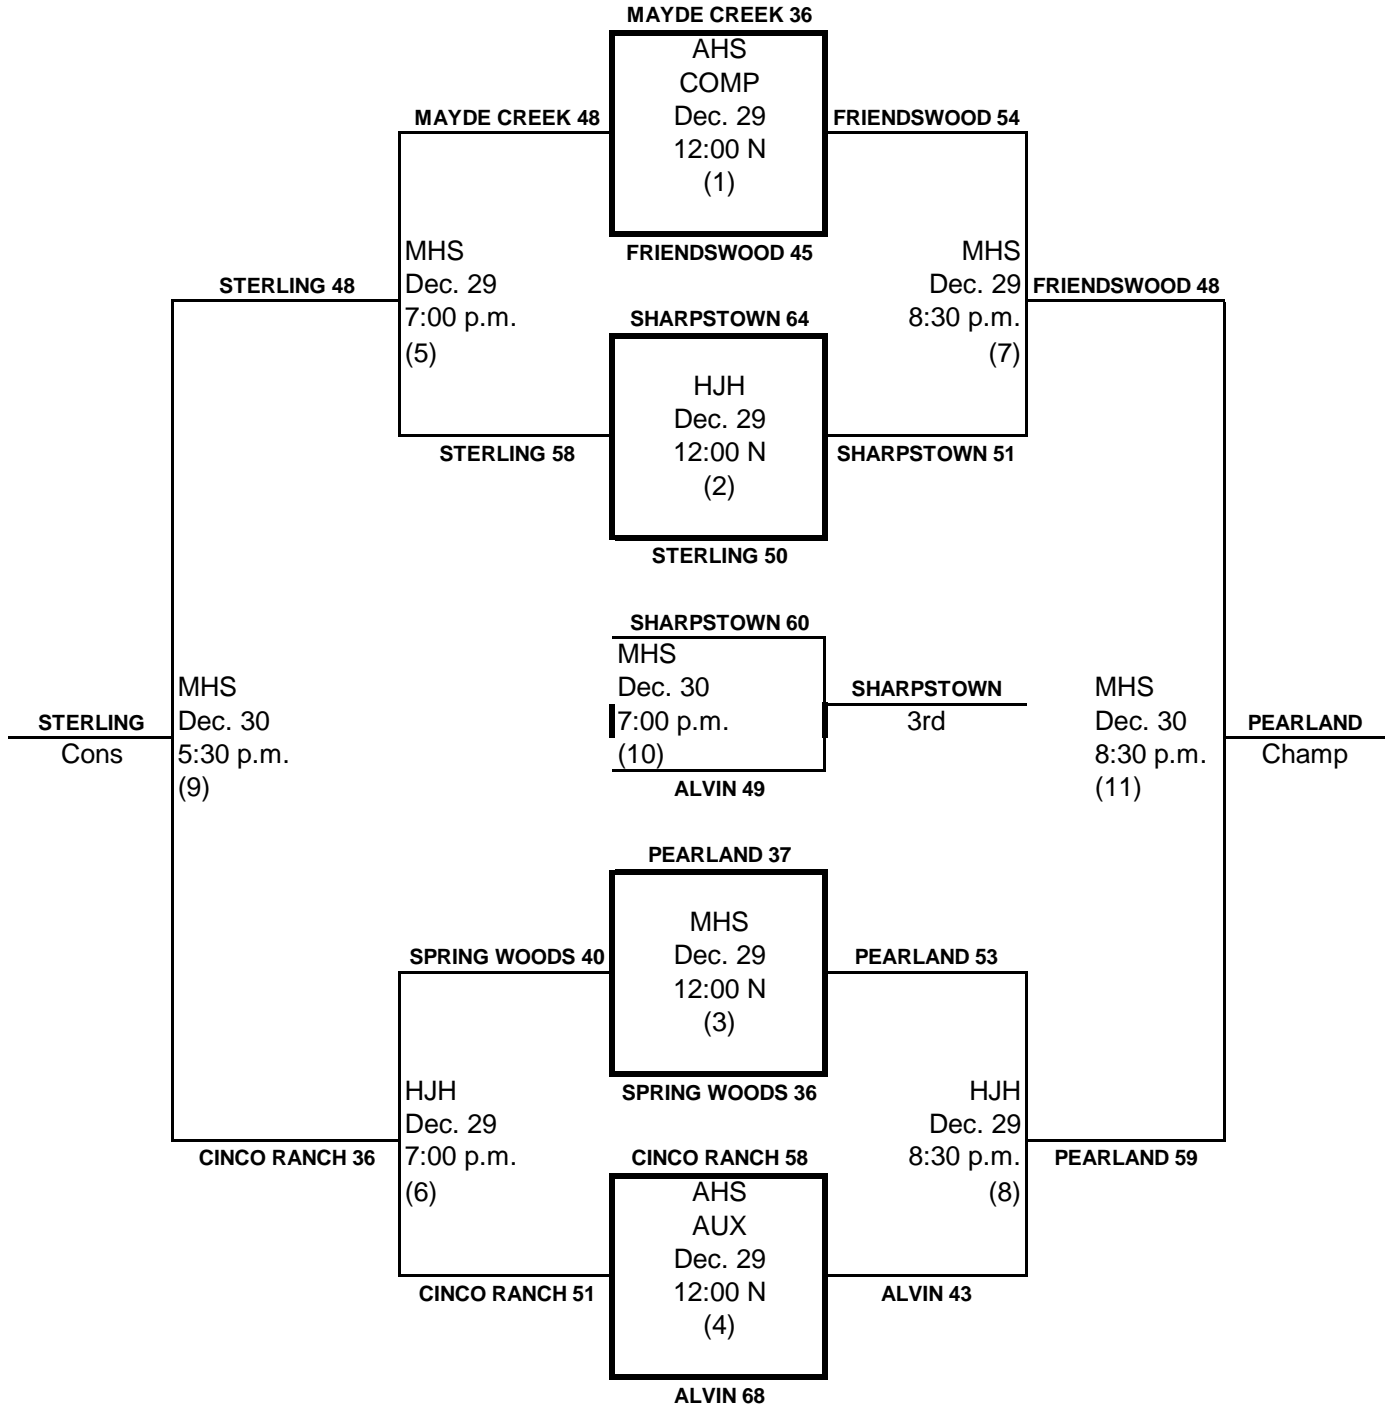 MAYDE CREEK 36
AHS
COMP
Dec. 29
12:00 N
(1)
FRIENDSWOOD 45
MAYDE CREEK 48
FRIENDSWOOD 54
MHS
Dec. 29
7:00 p.m.
(5)
MHS
Dec. 29
8:30 p.m.
(7)
STERLING 48
FRIENDSWOOD 48
SHARPSTOWN 64
HJH
Dec. 29
12:00 N
(2)
STERLING 50
STERLING 58
SHARPSTOWN 51
SHARPSTOWN 60
MHS
Dec. 30
7:00 p.m.
(10)
ALVIN 49
SHARPSTOWN
3rd
STERLING
Cons
MHS
Dec. 30
5:30 p.m.
(9)
MHS
Dec. 30
8:30 p.m.
(11)
PEARLAND
Champ
PEARLAND 37
MHS
Dec. 29
12:00 N
(3)
SPRING WOODS 36
SPRING WOODS 40
PEARLAND 53
HJH
Dec. 29
7:00 p.m.
(6)
HJH
Dec. 29
8:30 p.m.
(8)
CINCO RANCH 36
PEARLAND 59
CINCO RANCH 58
AHS
AUX
Dec. 29
12:00 N
(4)
ALVIN 68
CINCO RANCH 51
ALVIN 43